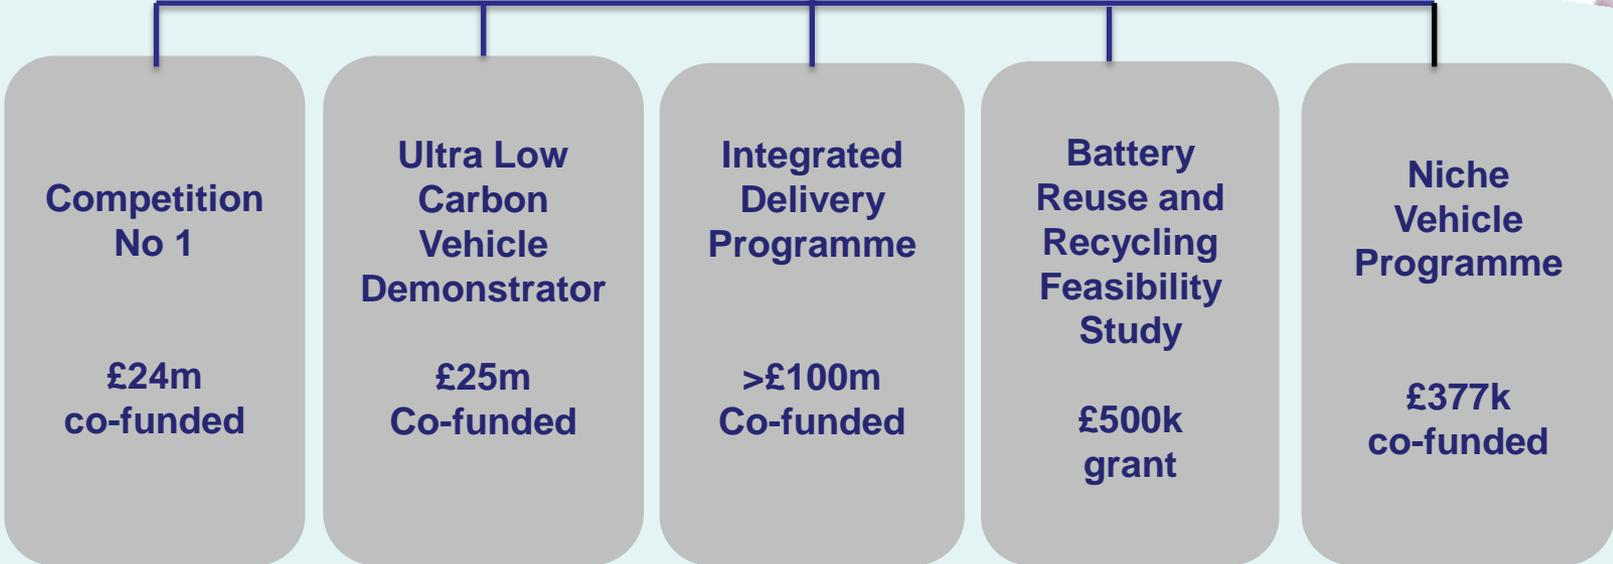 Competition
No 1
£24m
co-funded
Ultra Low
Carbon
Vehicle
Demonstrator
£25m
Co-funded
Integrated
Delivery
Programme
>£100m
Co-funded
Battery
Reuse and
Recycling
Feasibility
Study
£500k
grant
Niche
Vehicle
Programme
£377k
co-funded